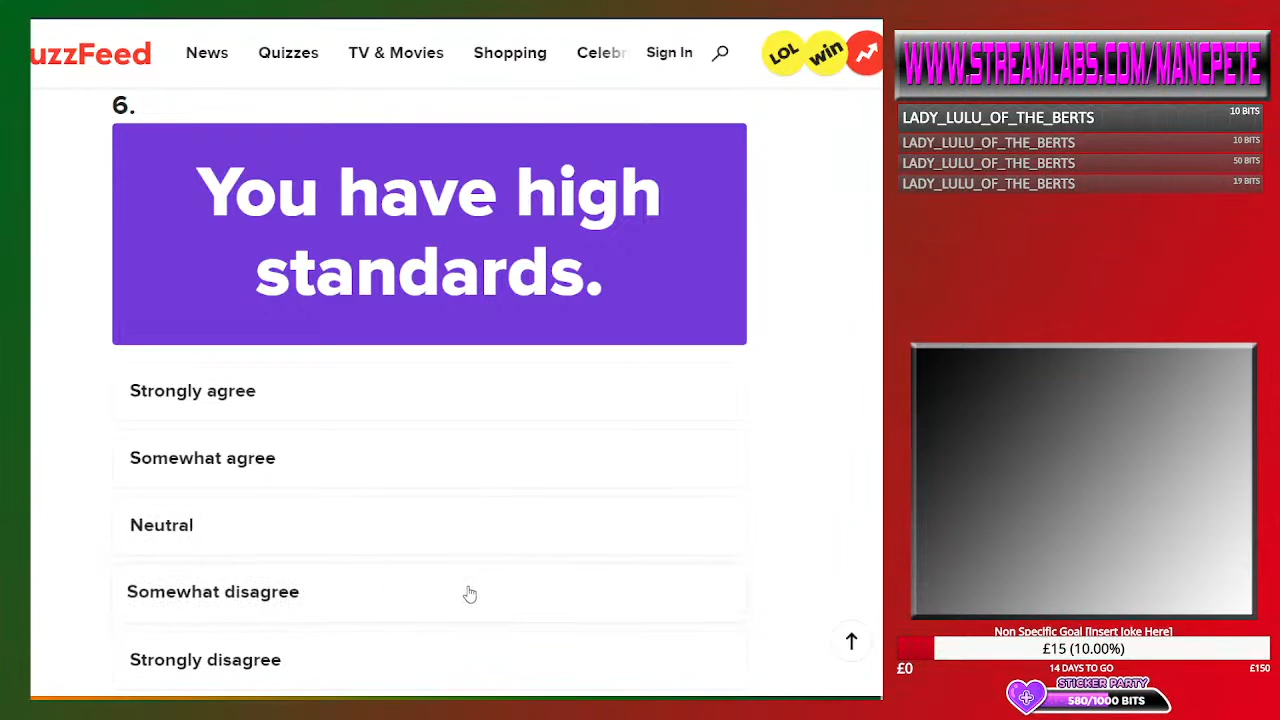 uzzFeed
News
Quizzes
TV & Movies
Shopping
Celebr
Sign In
LOL
win
6.
You have high
standards.
Strongly agree
Somewhat agree
Neutral
Somewhat disagree
Strongly disagree
WWW.STREAMLABS.COM/MANCPETE
LADY_LULU_OF_THE_BERTS 10 BITS
LADY_LULU_OF_THE_BERTS 10 BITS
LADY_LULU_OF_THE_BERTS 50 BITS
LADY_LULU_OF_THE_BERTS 19 BITS
Non Specific Goal [Insert Joke Here]
£15 (10.00%)
£0 14 DAYS TO GO £150
STICKER PARTY
580/1000 BITS